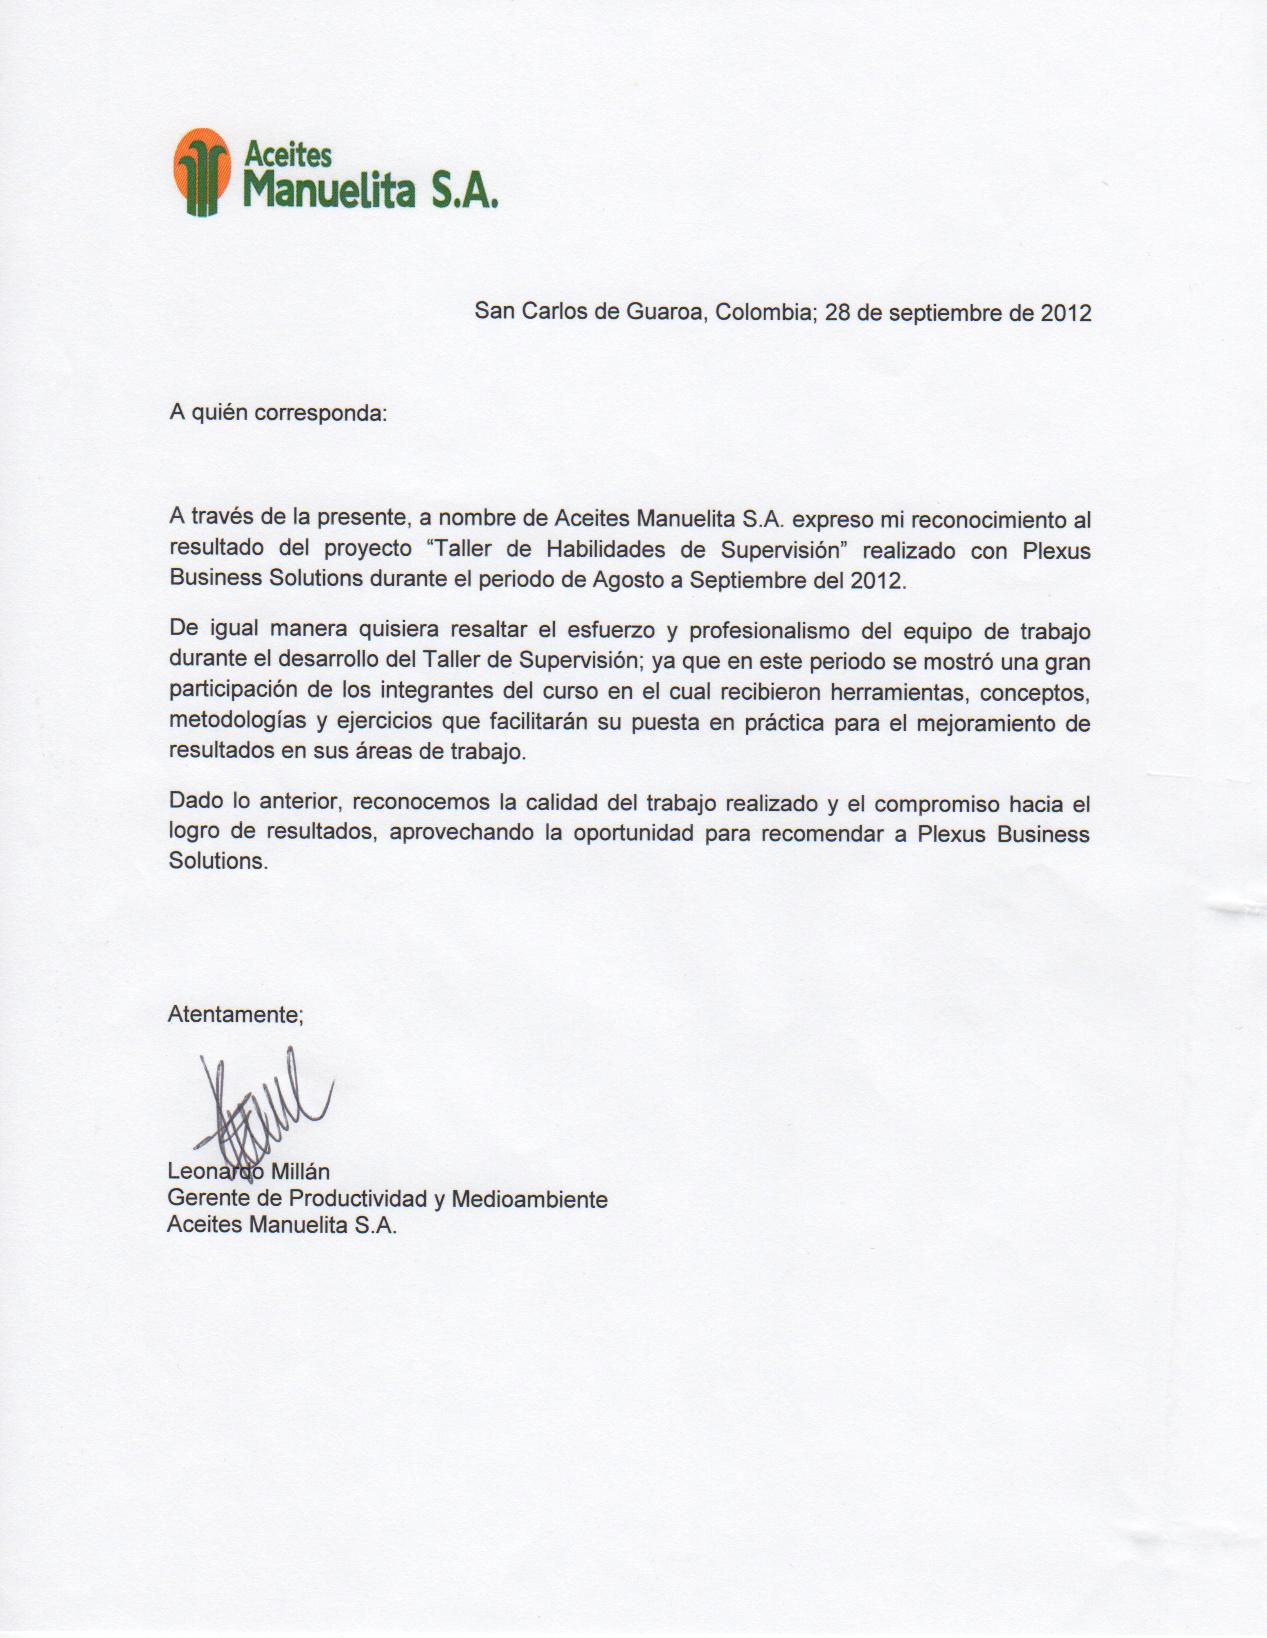 Aceites
Manuelita S.A.
San Carlos de Guaroa, Colombia; 28 de septiembre de 2012
A quién corresponda:
A través de la presente, a nombre de Aceites Manuelita S.A. expreso mi reconocimiento al
resultado del proyecto “Taller de Habilidades de Supervisión” realizado con Plexus
Business Solutions durante el periodo de Agosto a Septiembre del 2012.
De igual manera quisiera resaltar el esfuerzo y profesionalismo del equipo de trabajo
durante el desarrollo del Taller de Supervisión; ya que en este periodo se mostró una gran
participación de los integrantes del curso en el cual recibieron herramientas, conceptos,
metodologías y ejercicios que facilitarán su puesta en práctica para el mejoramiento de
resultados en sus áreas de trabajo.
Dado lo anterior, reconocemos la calidad del trabajo realizado y el compromiso hacia el
logro de resultados, aprovechando la oportunidad para recomendar a Plexus Business
Solutions.
Atentamente;
Leonardo Millán
Gerente de Productividad y Medioambiente
Aceites Manuelita S.A.